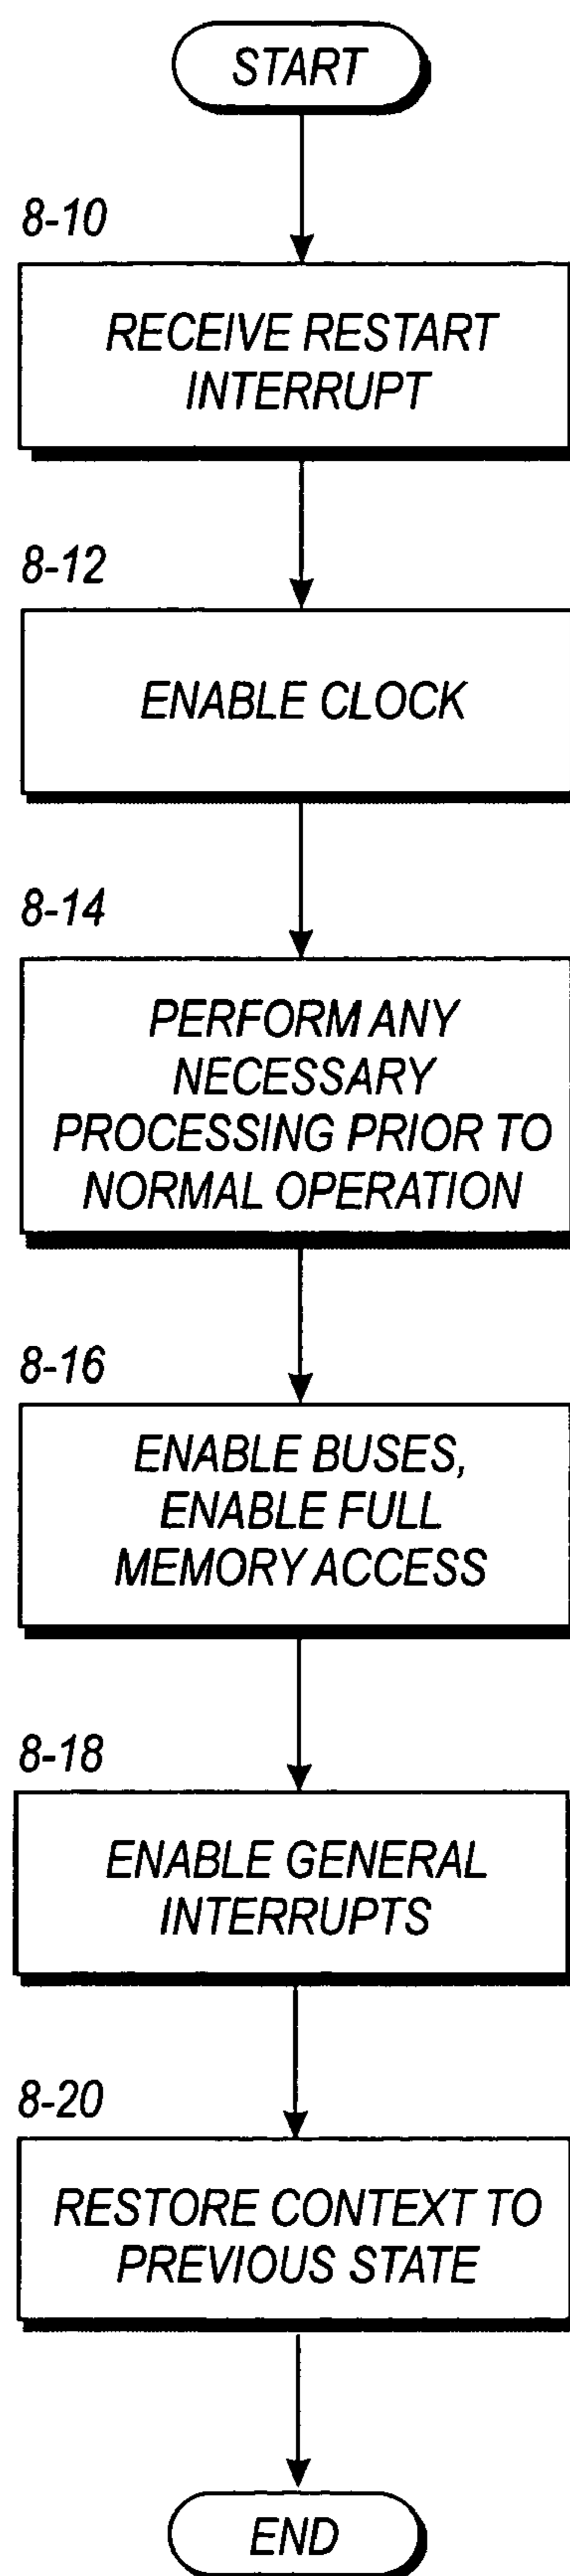 START
8-10
RECEIVE RESTART
INTERRUPT
8-12
ENABLE CLOCK
8-14
PERFORM ANY
NECESSARY
PROCESSING PRIOR TO
NORMAL OPERATION
8-16
ENABLE BUSES,
ENABLE FULL
MEMORY ACCESS
8-18
ENABLE GENERAL
INTERRUPTS
8-20
RESTORE CONTEXT TO
PREVIOUS STATE
END